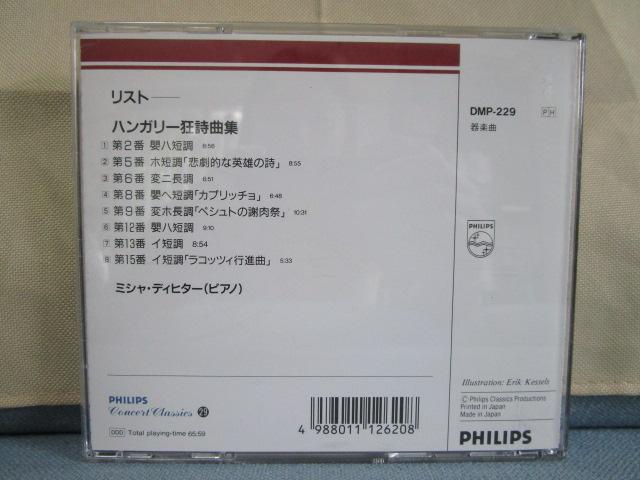 リスト——
ハンガリー狂詩曲集
1 第2番 嬰ハ短調 8:56
2 第5番 ホ短調「悲劇的な英雄の詩」 8:55
3 第6番 変ニ長調 6:51
4 第8番 嬰ヘ短調「カプリッチョ」 6:48
5 第9番 変ホ長調「ペシュトの謝肉祭」 10:31
6 第12番 嬰ハ短調 9:10
7 第13番 イ短調 8:54
8 第15番 イ短調「ラコッツィ行進曲」 5:33
ミシャ・ディヒター(ピアノ)
PHILIPS
Concert Classics 29
DDD Total playing-time 65:59
4 988011 126208
DMP-229 PH
器楽曲
PHILIPS
Illustration: Erik Kessels
© Philips Classics Productions
Printed in Japan
Made in Japan
PHILIPS